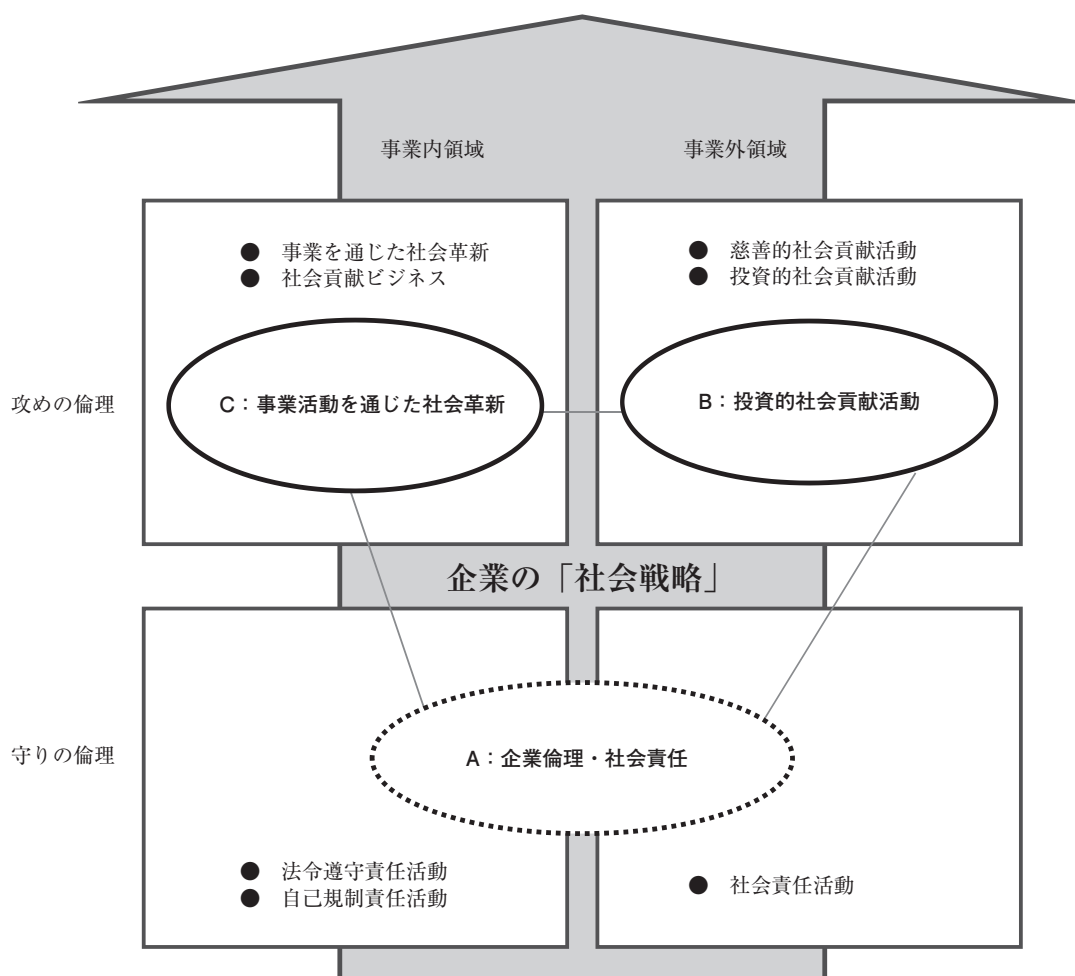 事業内領域
事業外領域
● 事業を通じた社会革新
● 社会貢献ビジネス
● 慈善的社会貢献活動
● 投資的社会貢献活動
攻めの倫理
C：事業活動を通じた社会革新
B：投資的社会貢献活動
企業の「社会戦略」
守りの倫理
A：企業倫理・社会責任
● 法令遵守責任活動
● 自己規制責任活動
● 社会責任活動